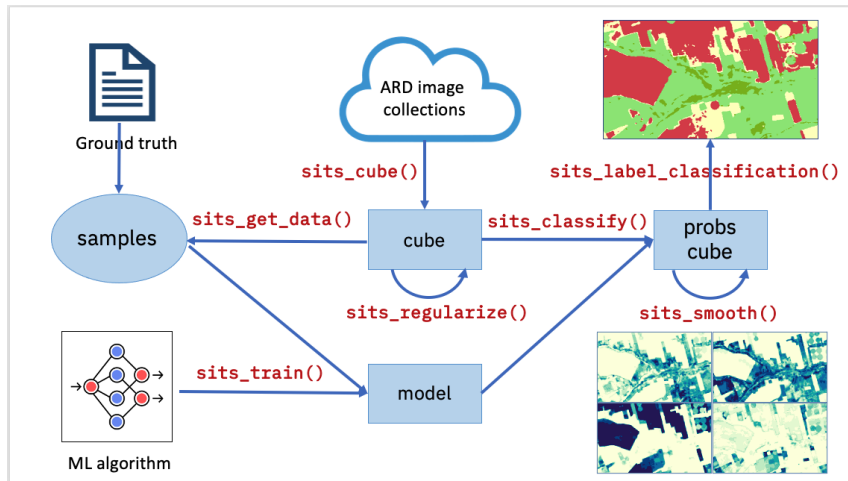 ARD image
collections
Ground truth
sits_cube()
sits_label_classification()
sits_get_data()
sits_classify()
samples
cube
probs
cube
sits_regularize()
sits_smooth()
sits_train()
model
ML algorithm